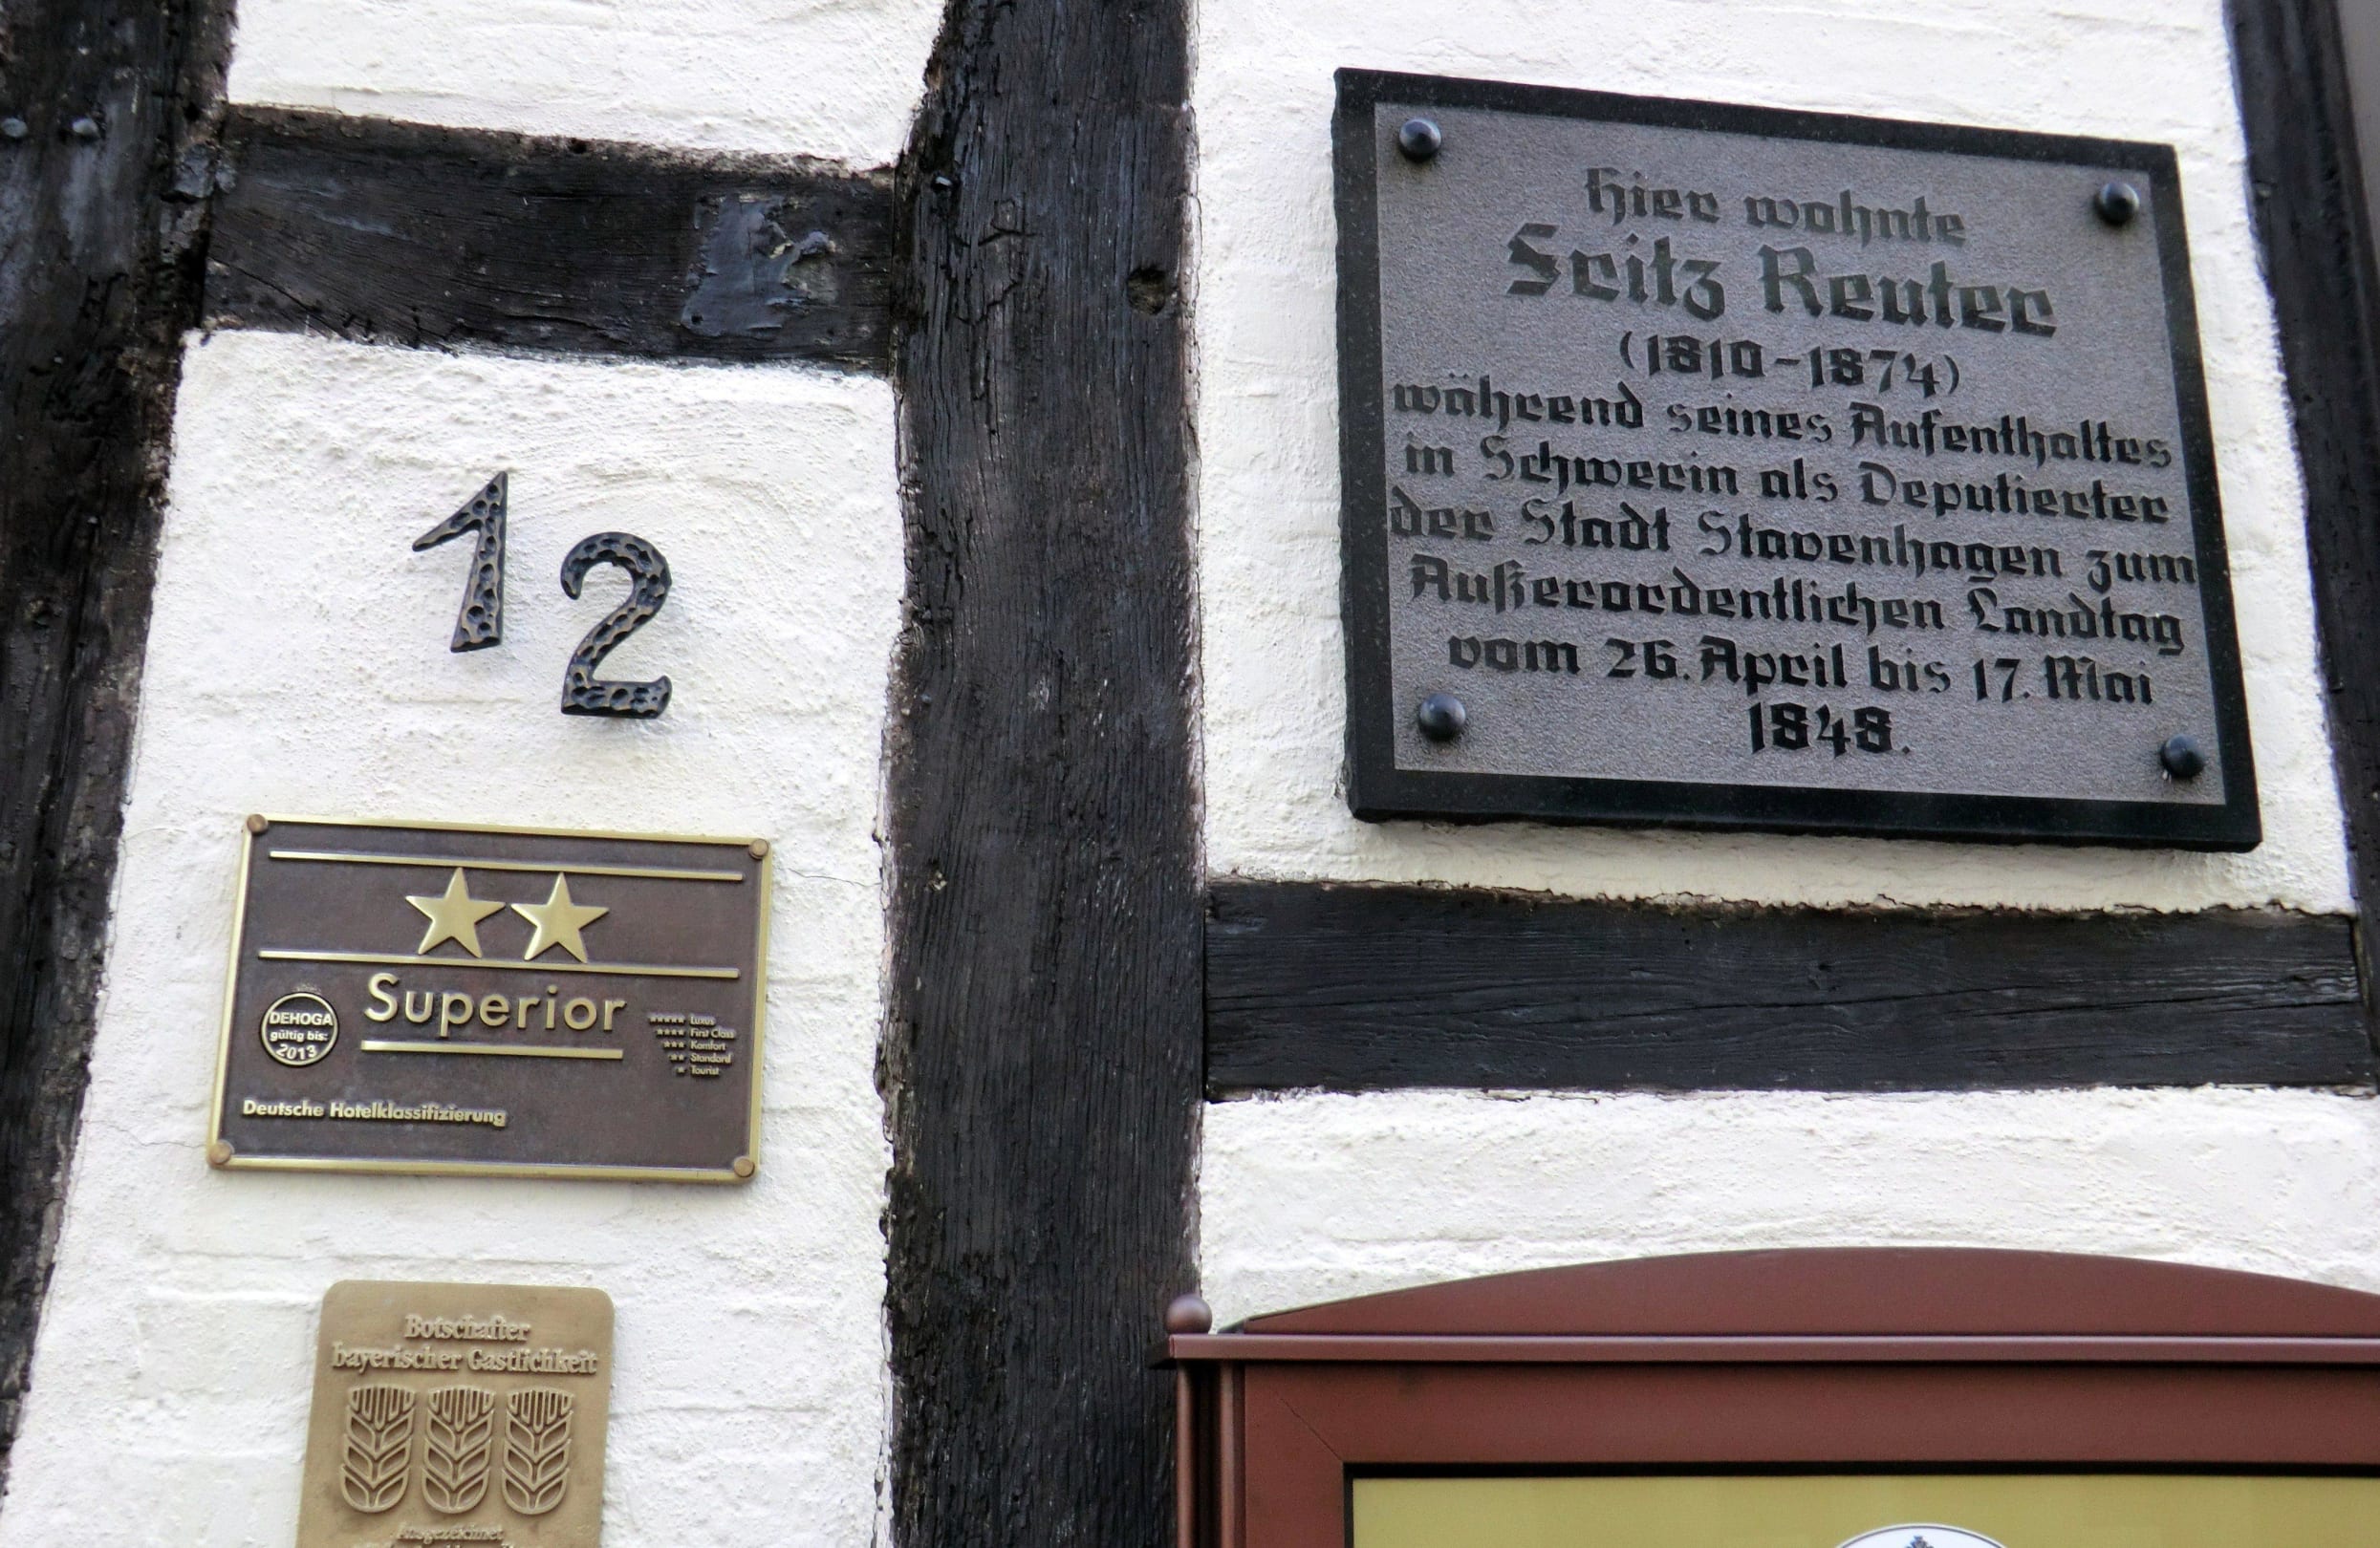 12
Superior
DEHOGA
gültig bis:
2013
***** Luxus
**** First Class
*** Komfort
** Standard
* Tourist
Deutsche Hotelklassifizierung
Botschafter
bayerischer Gastlichkeit
Ausgezeichnet
Hier wohnte
Fritz Reuter
(1810-1874)
während seines Aufenthaltes
in Schwerin als Deputierter
der Stadt Stavenhagen zum
Außerordentlichen Landtag
vom 26. April bis 17. Mai
1848.